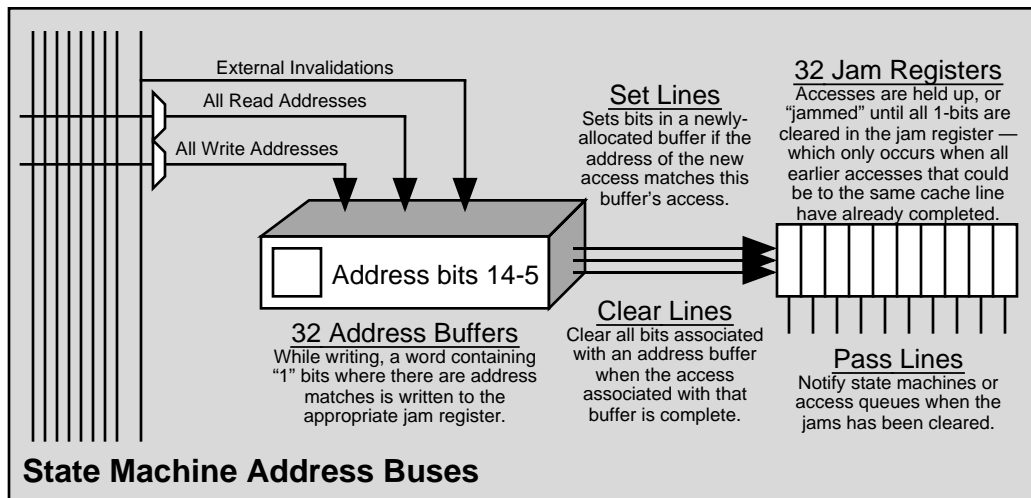 External Invalidations
All Read Addresses
All Write Addresses
Address bits 14-5
32 Address Buffers
While writing, a word containing
“1” bits where there are address
matches is written to the
appropriate jam register.
Set Lines
Sets bits in a newly-
allocated buffer if the
address of the new
access matches this
buffer’s access.
Clear Lines
Clear all bits associated
with an address buffer
when the access
associated with that
buffer is complete.
32 Jam Registers
Accesses are held up, or
“jammed” until all 1-bits are
cleared in the jam register —
which only occurs when all
earlier accesses that could
be to the same cache line
have already completed.
Pass Lines
Notify state machines or
access queues when the
jams has been cleared.
State Machine Address Buses